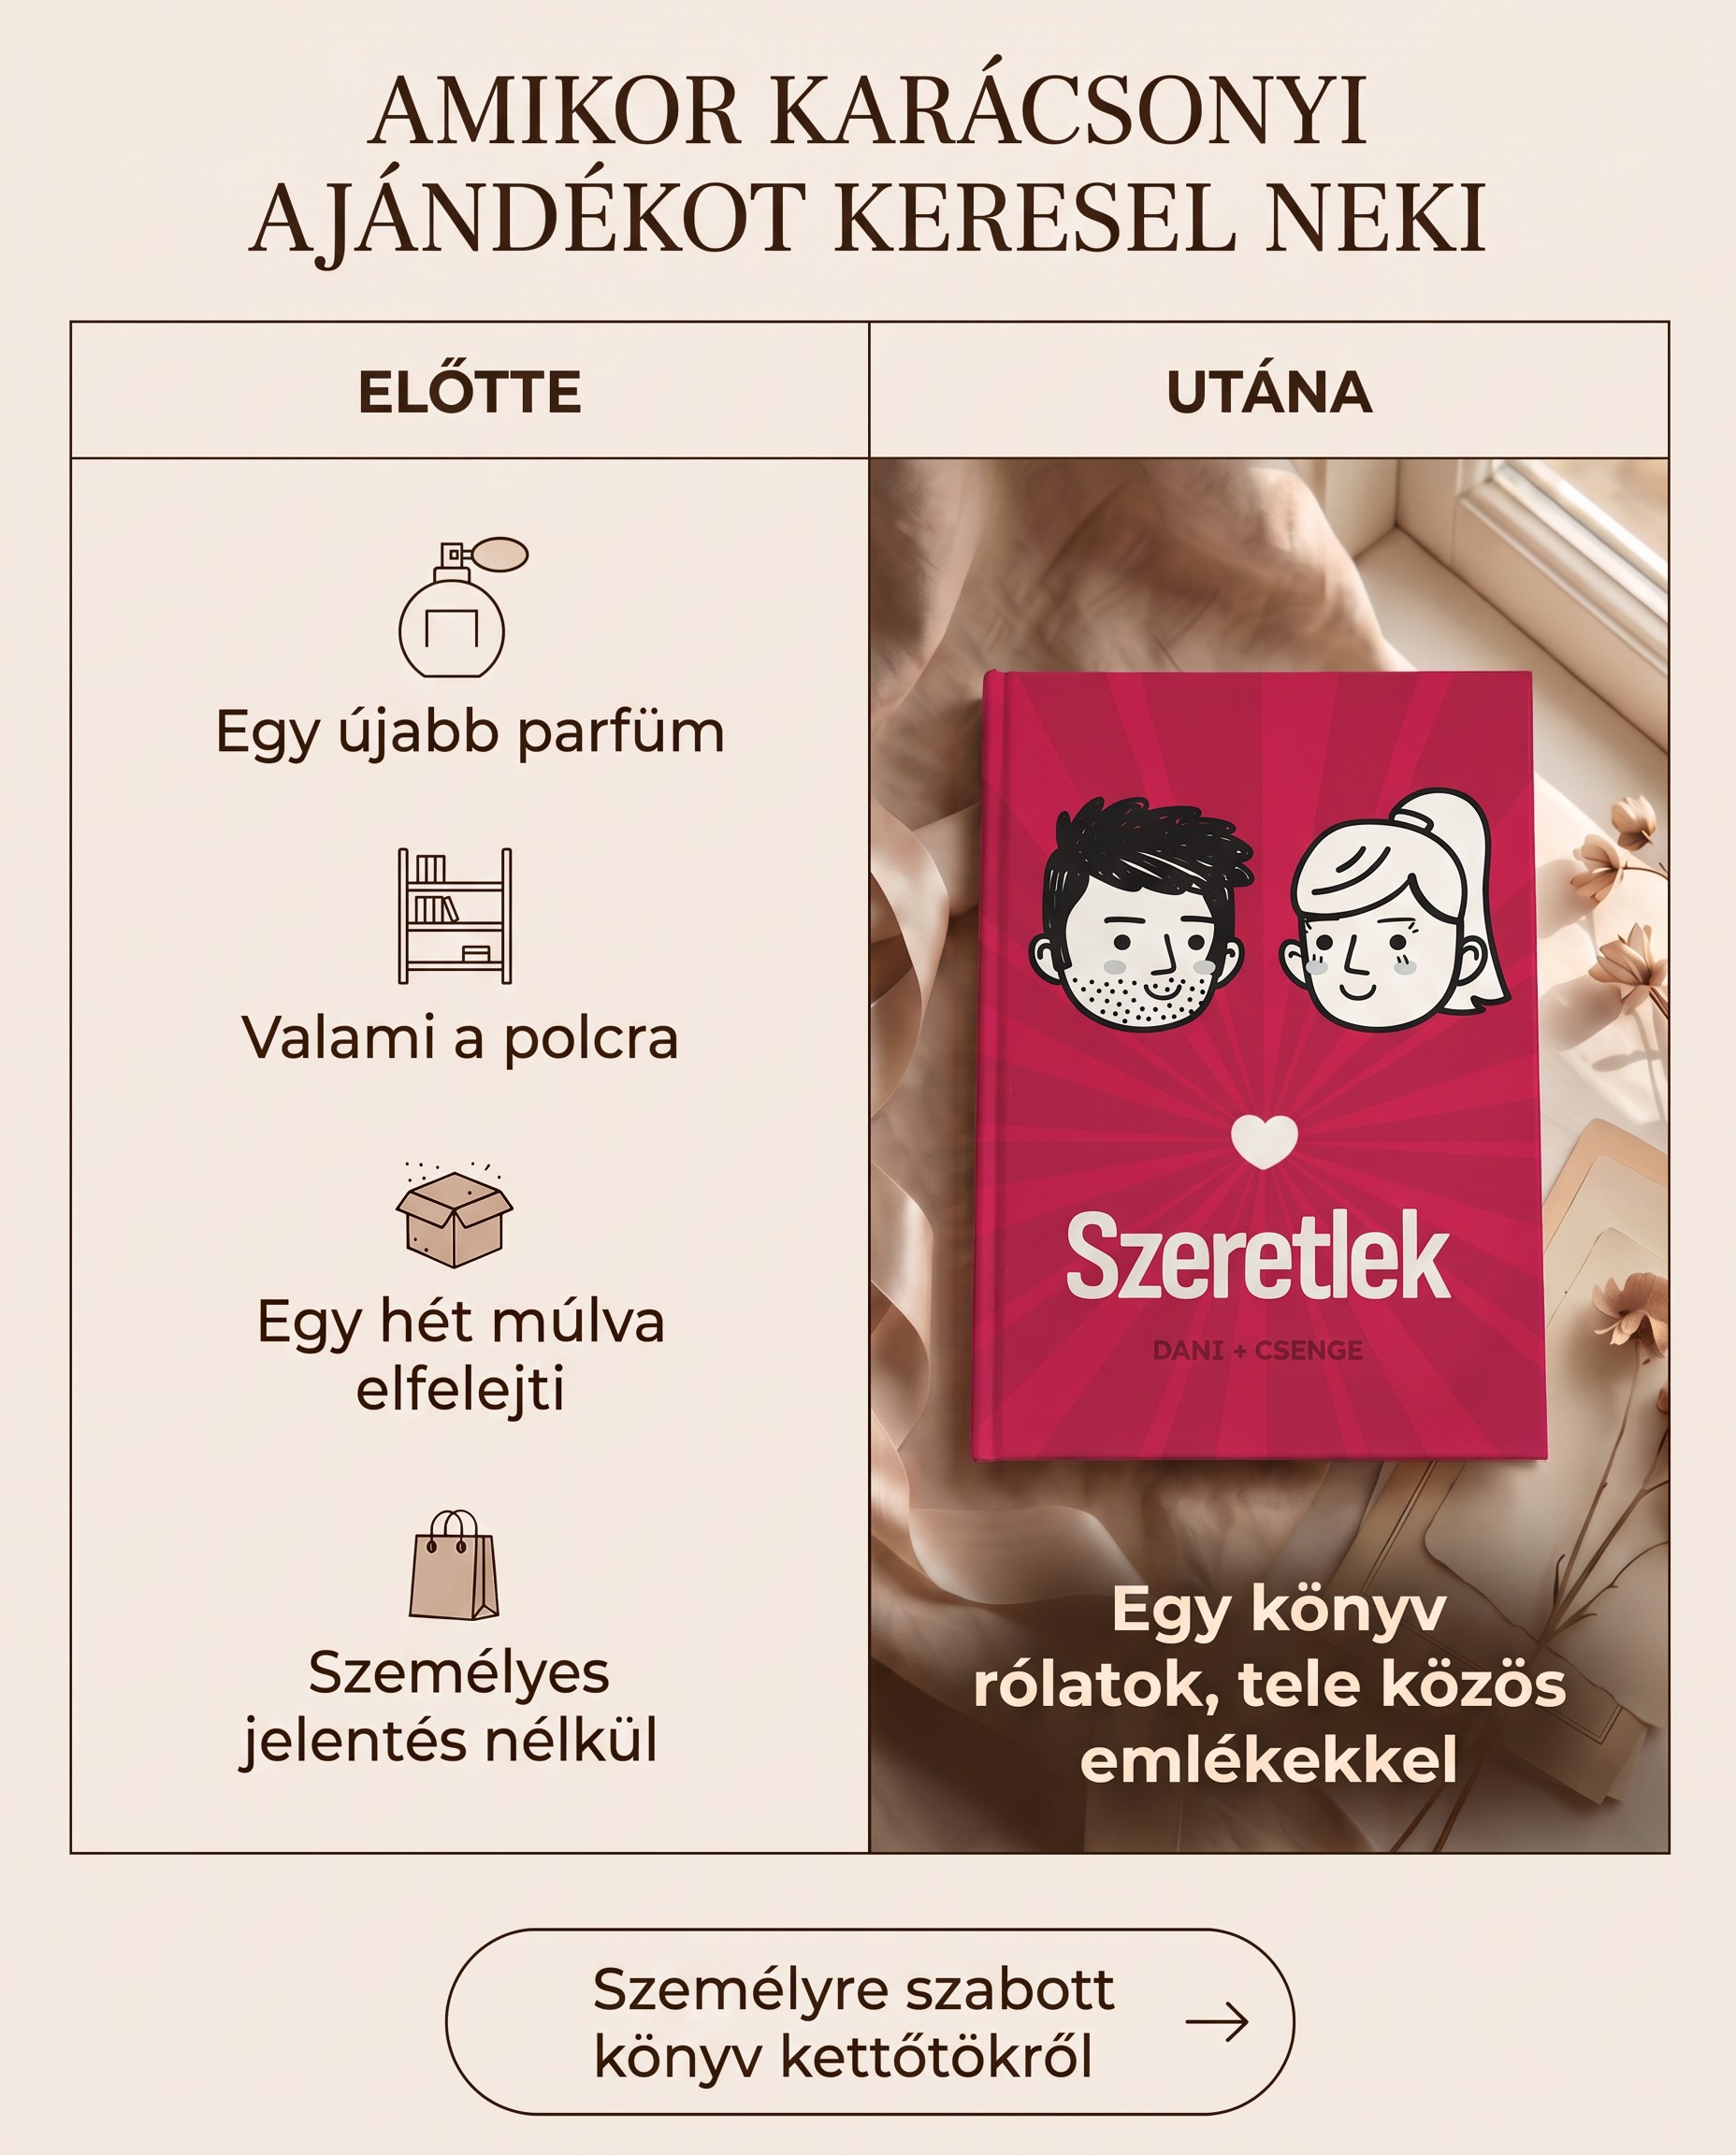 AMIKOR KARÁCSONYI
AJÁNDÉKOT KERESEL NEKI
ELŐTTE
UTÁNA
Egy újabb parfüm
Valami a polcra
Egy hét múlva
elfelejti
Személyes
jelentés nélkül
Szeretlek
DANI + CSENGE
Egy könyv
rólatok, tele közös
emlékekkel
Személyre szabott
könyv kettőtökről